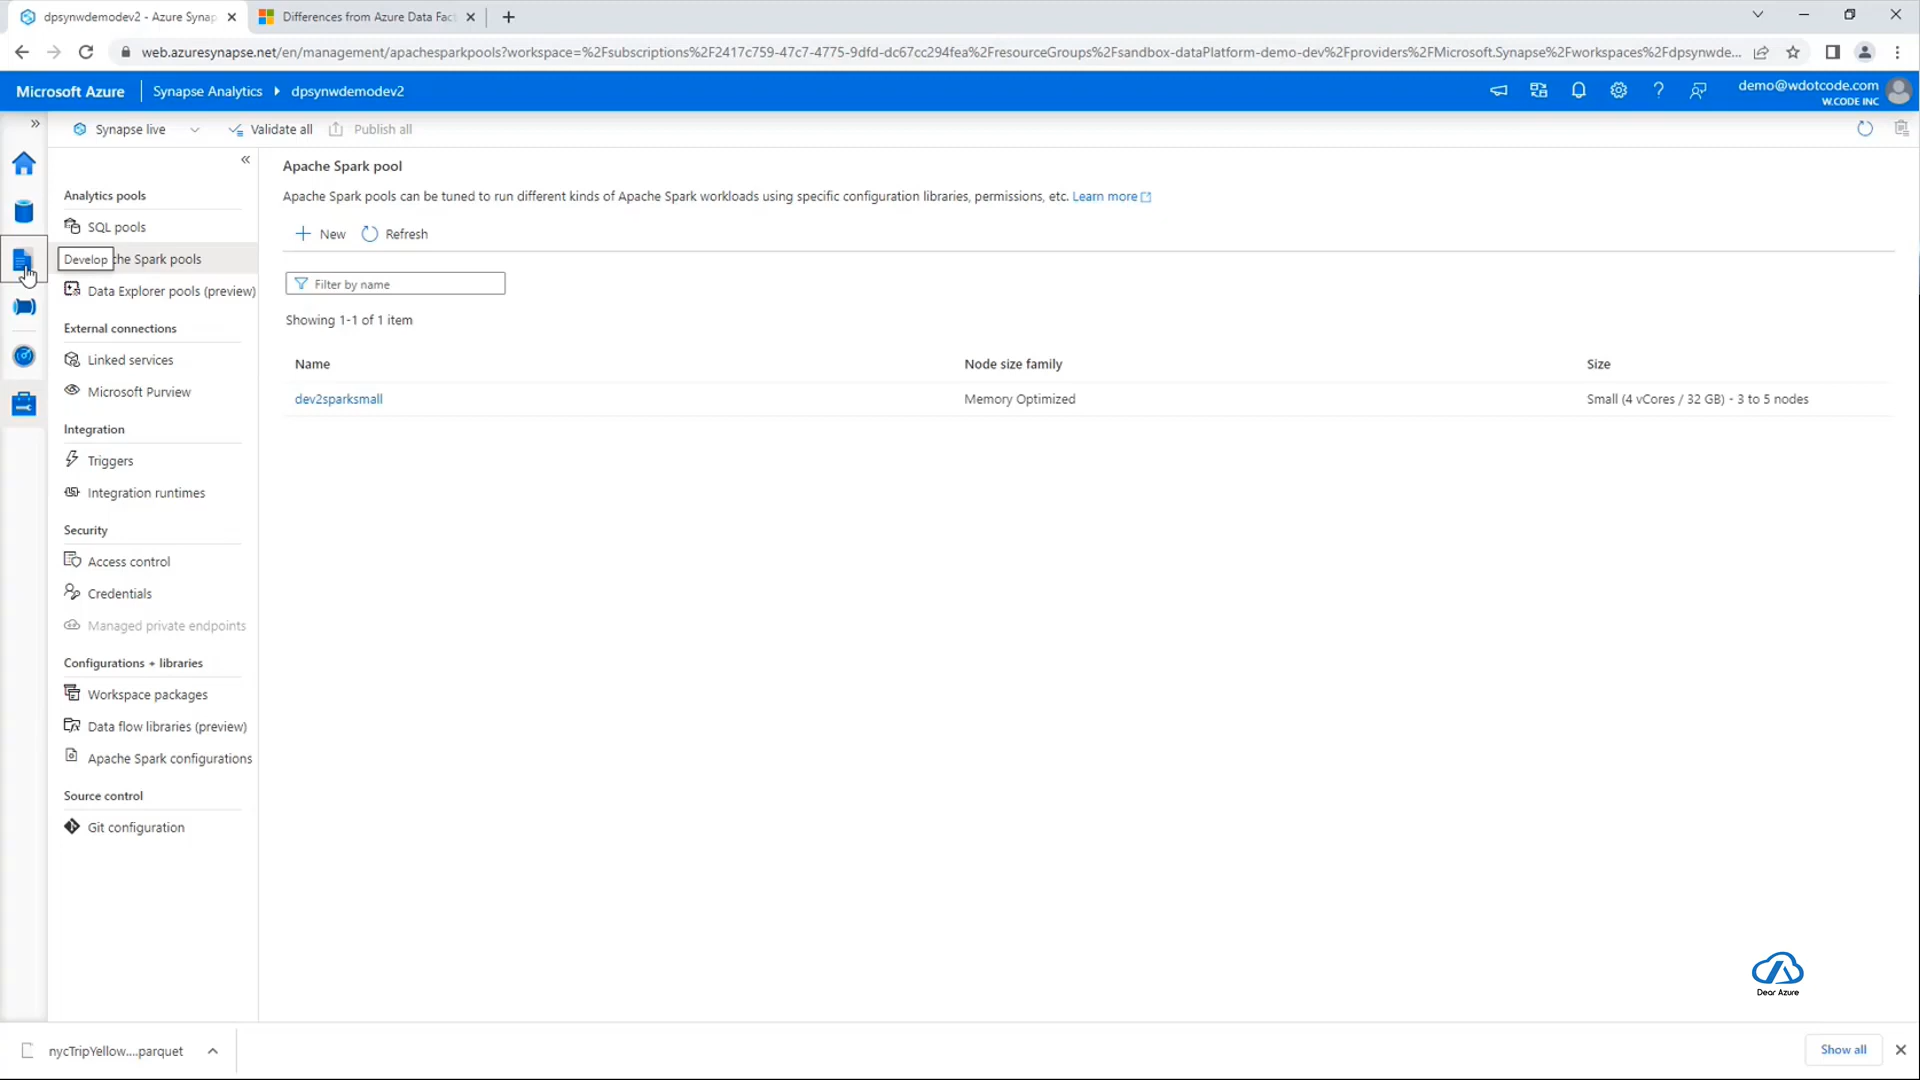 dpsynwdemodev2 - Azure Synap
Differences from Azure Data Fact
web.azuresynapse.net/en/management/apachesparkpools?workspace=%2Fsubscriptions%2F2417c759-47c7-4775-9dfd-dc67cc294fea%2FresourceGroups%2Fsandbox-dataPlatform-demo-dev%2Fproviders%2FMicrosoft.Synapse%2Fworkspaces%2Fdpsynwde...
Microsoft Azure
Synapse Analytics
dpsynwdemodev2
demo@wdotcode.com
W.CODE INC
Synapse live
Validate all
Publish all
Analytics pools
SQL pools
Develop
che Spark pools
Data Explorer pools (preview)
External connections
Linked services
Microsoft Purview
Integration
Triggers
Integration runtimes
Security
Access control
Credentials
Managed private endpoints
Configurations + libraries
Workspace packages
Data flow libraries (preview)
Apache Spark configurations
Source control
Git configuration
Apache Spark pool
Apache Spark pools can be tuned to run different kinds of Apache Spark workloads using specific configuration libraries, permissions, etc. Learn more
New
Refresh
Filter by name
Showing 1-1 of 1 item
Name Node size family Size
dev2sparksmall Memory Optimized Small (4 vCores / 32 GB) - 3 to 5 nodes
Dear Azure
nycTripYellow....parquet
Show all